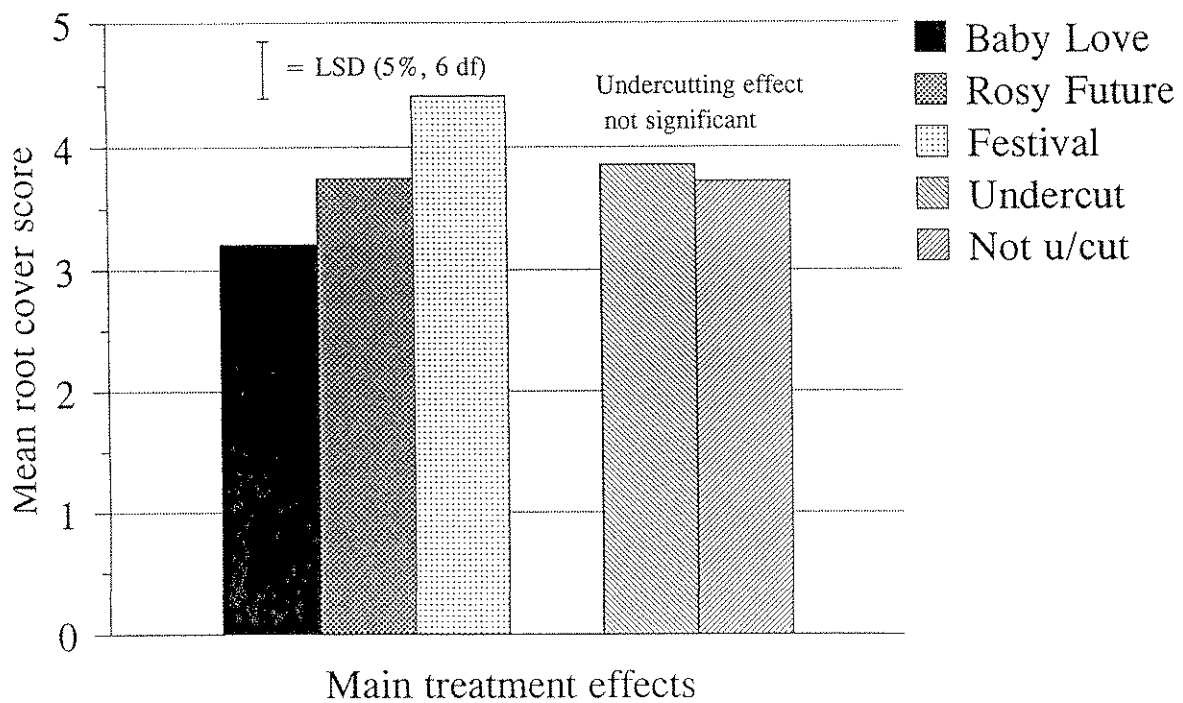 5
4
3
2
1
0
Mean root cover score
= LSD (5%, 6 df)
Undercutting effect
not significant
Main treatment effects
Baby Love
Rosy Future
Festival
Undercut
Not u/cut